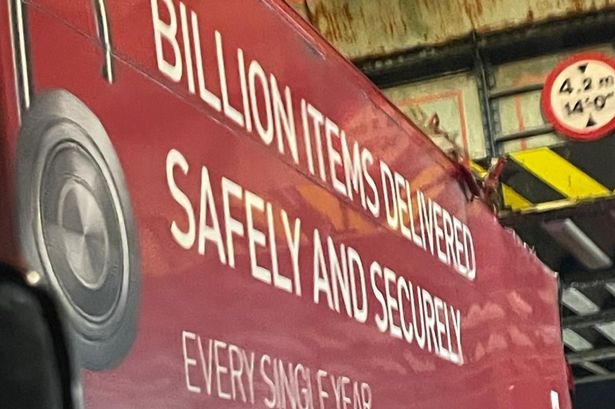 BILLION ITEMS DELIVERED
SAFELY AND SECURELY
EVERY SINGLE YEAR
4.2 m
14'0"